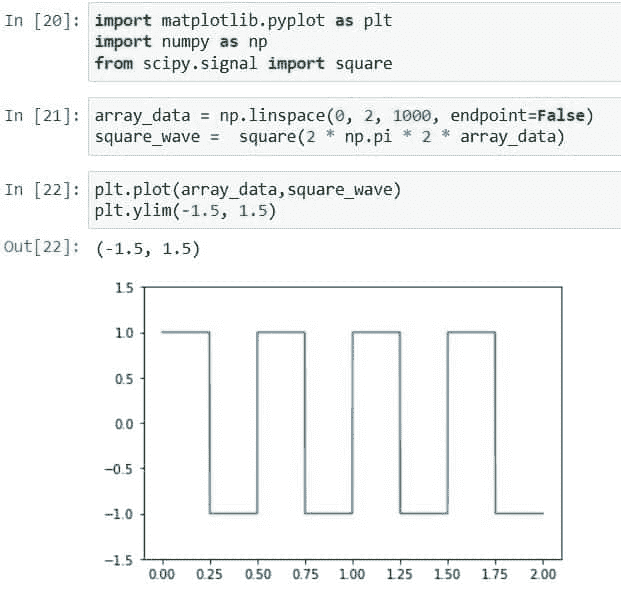 In [20]: import matplotlib.pyplot as plt
import numpy as np
from scipy.signal import square
In [21]: array_data = np.linspace(0, 2, 1000, endpoint=False)
square_wave =  square(2 * np.pi * 2 * array_data)
In [22]: plt.plot(array_data,square_wave)
plt.ylim(-1.5, 1.5)
Out[22]: (-1.5, 1.5)
1.5
1.0
0.5
0.0
−0.5
−1.0
−1.5
0.00 0.25 0.50 0.75 1.00 1.25 1.50 1.75 2.00